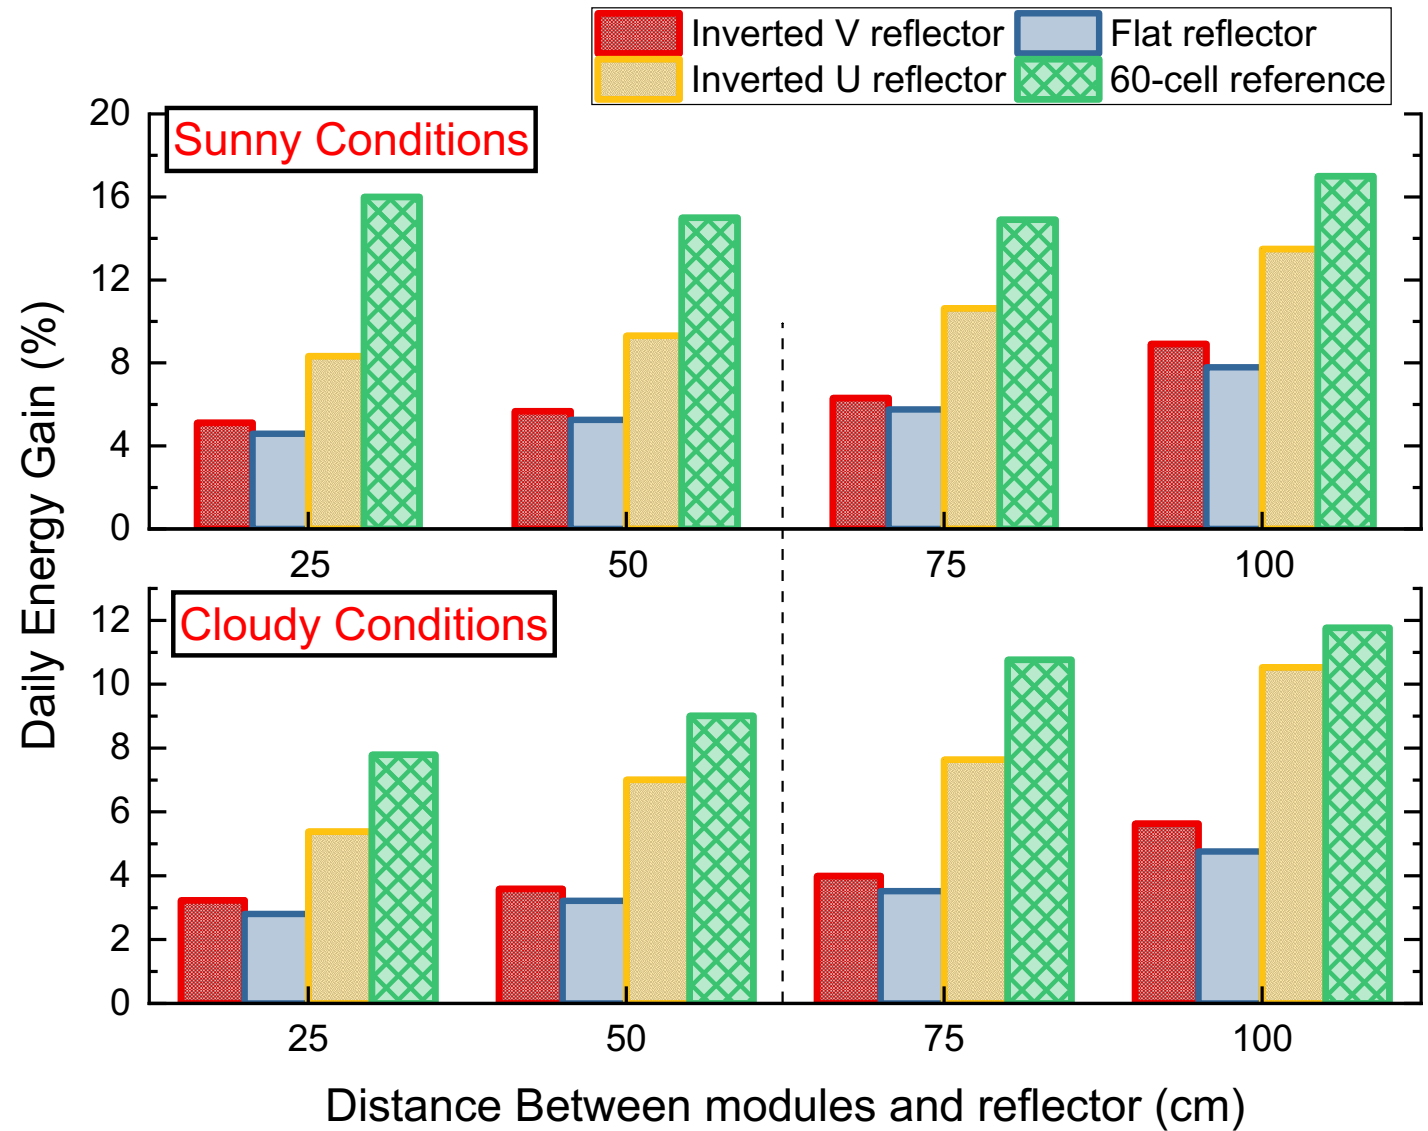 Inverted V reflector Flat reflector
Inverted U reflector 60-cell reference
Daily Energy Gain (%)
Sunny Conditions
20
16
12
8
4
0
25 50 75 100
Cloudy Conditions
12
10
8
6
4
2
0
25 50 75 100
Distance Between modules and reflector (cm)